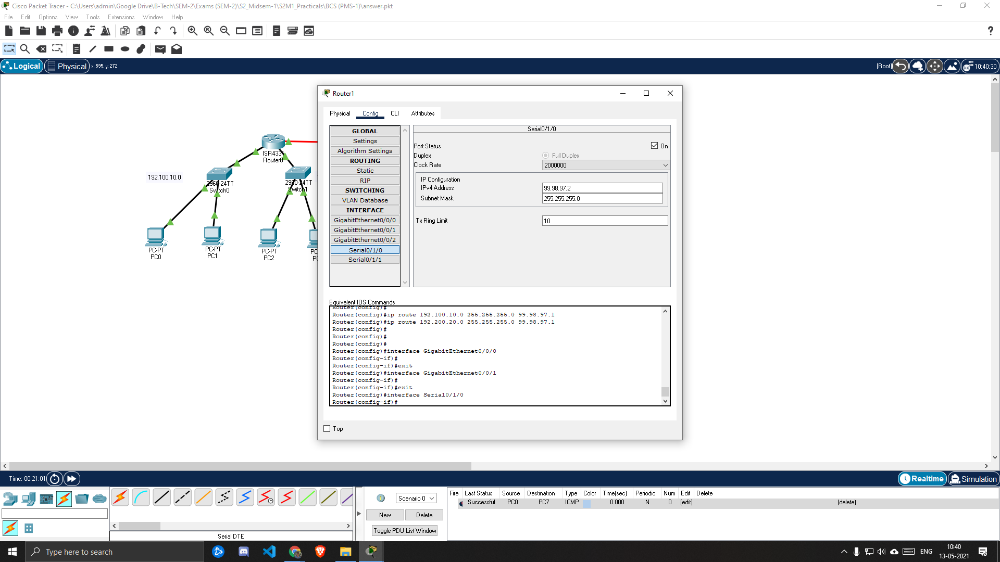 Cisco Packet Tracer - C:\Users\admin\Google Drive\B-Tech\SEM-2\Exams (SEM-2)\S2_Midsem-1\S2M1_Practicals\BCS (PMS-1)\answer.pkt
File Edit Options View Tools Extensions Window Help
?
Logical Physical x: 595, y: 272 [Root] 10:40:30
Router1
Physical Config CLI Attributes
GLOBAL
Settings
Algorithm Settings
ROUTING
Static
RIP
SWITCHING
VLAN Database
INTERFACE
GigabitEthernet0/0/0
GigabitEthernet0/0/1
GigabitEthernet0/0/2
Serial0/1/0
Serial0/1/1
Serial0/1/0
Port Status On
Duplex Full Duplex
Clock Rate 2000000
IP Configuration
IPv4 Address 99.98.97.2
Subnet Mask 255.255.255.0
Tx Ring Limit 10
Equivalent IOS Commands
Router(config)#
Router(config)#ip route 192.100.10.0 255.255.255.0 99.98.97.1
Router(config)#ip route 192.200.20.0 255.255.255.0 99.98.97.1
Router(config)#
Router(config)#
Router(config)#
Router(config)#interface GigabitEthernet0/0/0
Router(config-if)#
Router(config-if)#exit
Router(config)#interface GigabitEthernet0/0/1
Router(config-if)#
Router(config-if)#exit
Router(config)#interface Serial0/1/0
Router(config-if)#
Top
ISR4331
Router0
192.100.10.0
2960-24TT
Switch0
2960-24TT
Switch1
PC-PT
PC0
PC-PT
PC1
PC-PT
PC2
PC
Time: 00:21:01 Realtime Simulation
Serial DTE
Scenario 0
New Delete
Toggle PDU List Window
Fire Last Status Source Destination Type Color Time(sec) Periodic Num Edit Delete
Successful PC0 PC7 ICMP 0.000 N 0 (edit) (delete)
Type here to search
ENG
10:40
13-05-2021